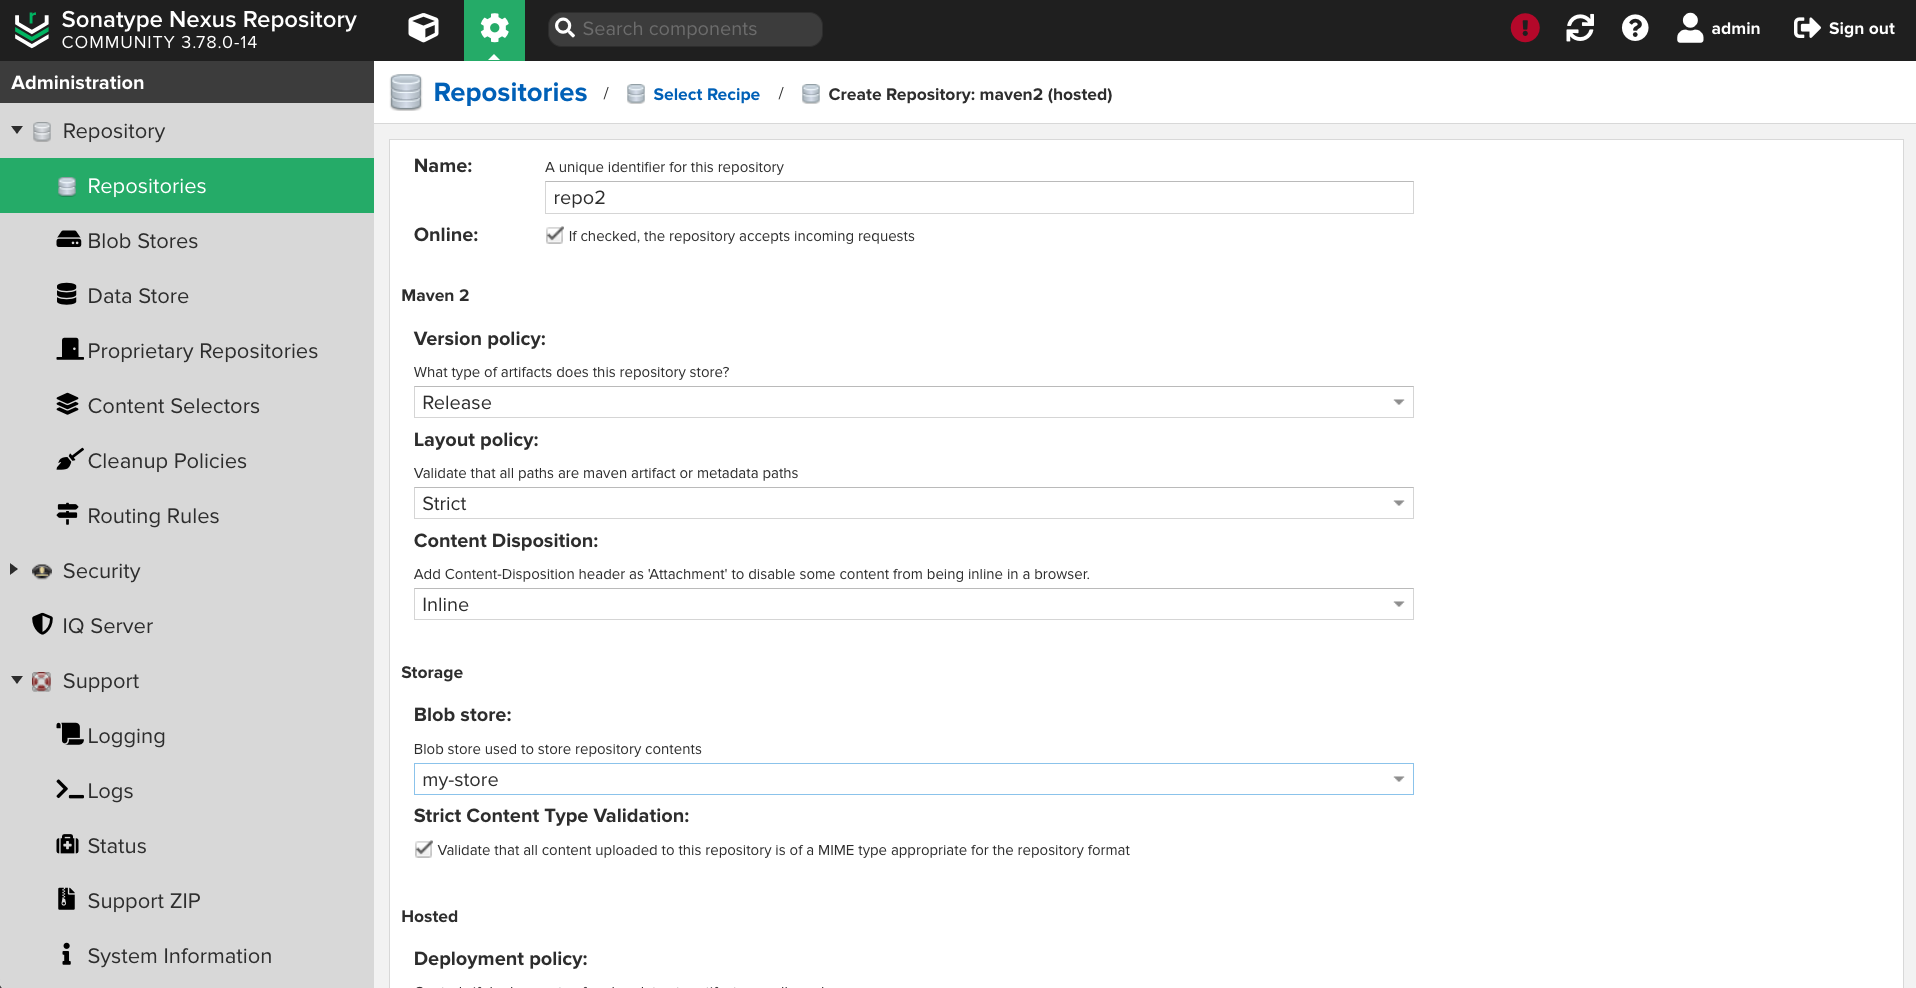 Sonatype Nexus Repository
COMMUNITY 3.78.0-14
Search components
admin
Sign out
Administration
Repository
Repositories
Blob Stores
Data Store
Proprietary Repositories
Content Selectors
Cleanup Policies
Routing Rules
Security
IQ Server
Support
Logging
Logs
Status
Support ZIP
System Information
Repositories / Select Recipe / Create Repository: maven2 (hosted)
Name:
A unique identifier for this repository
repo2
Online:
If checked, the repository accepts incoming requests
Maven 2
Version policy:
What type of artifacts does this repository store?
Release
Layout policy:
Validate that all paths are maven artifact or metadata paths
Strict
Content Disposition:
Add Content-Disposition header as 'Attachment' to disable some content from being inline in a browser.
Inline
Storage
Blob store:
Blob store used to store repository contents
my-store
Strict Content Type Validation:
Validate that all content uploaded to this repository is of a MIME type appropriate for the repository format
Hosted
Deployment policy: